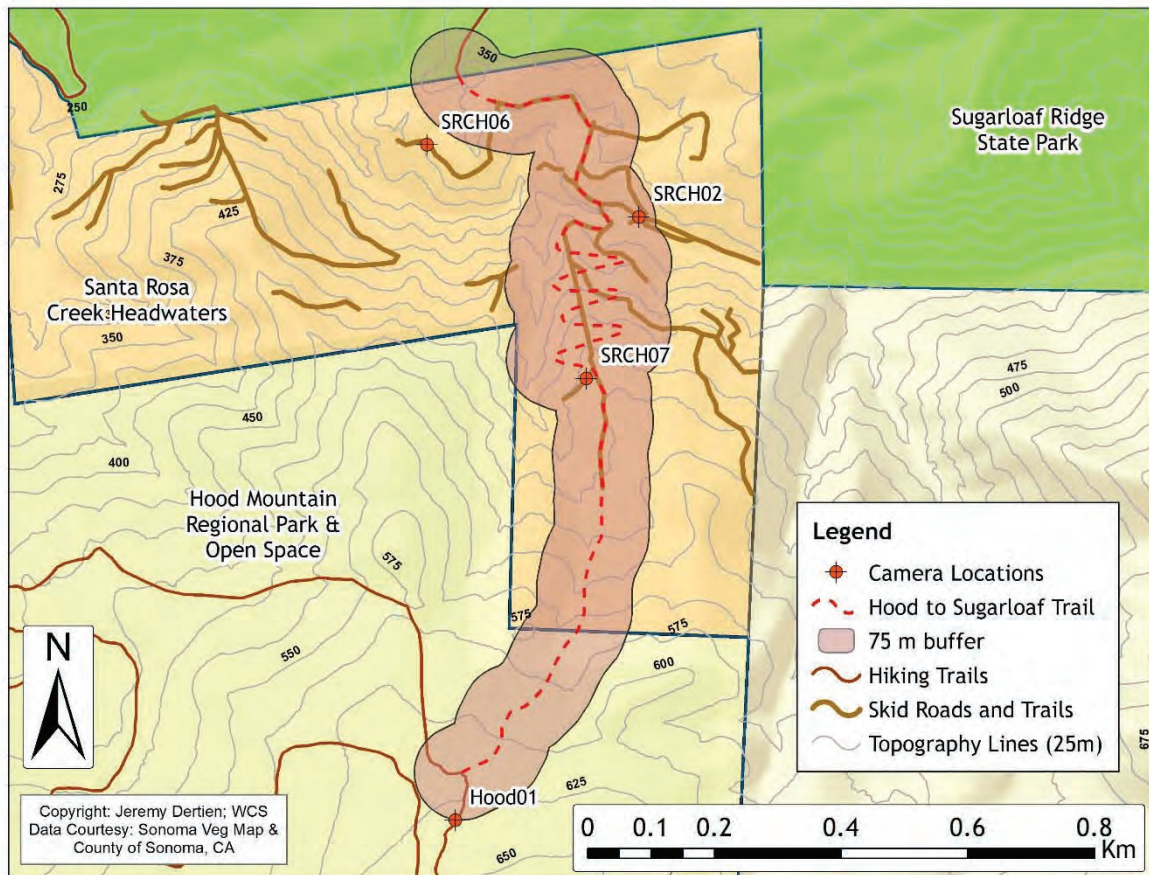 350
250
SRCH06
Sugarloaf Ridge
State Park
275
SRCH02
425
375
Santa Rosa
Creek Headwaters
350
SRCH07
475
500
450
400
Hood Mountain
Regional Park &
Open Space
575
575
575
550
600
625
Hood01
650
675
Legend
Camera Locations
Hood to Sugarloaf Trail
75 m buffer
Hiking Trails
Skid Roads and Trails
Topography Lines (25m)
N
Copyright: Jeremy Dertien; WCS
Data Courtesy: Sonoma Veg Map &
County of Sonoma, CA
0 0.1 0.2 0.4 0.6 0.8
Km